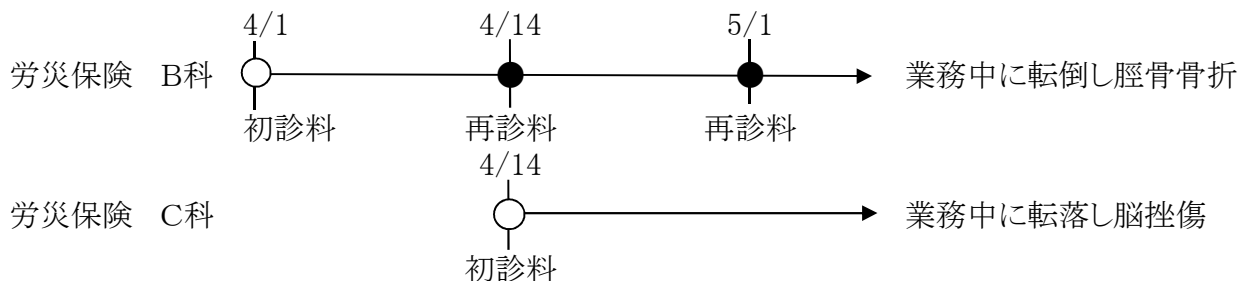 4/1 4/14 5/1
労災保険 B科 業務中に転倒し脛骨骨折
初診料 再診料 再診料
4/14
労災保険 C科 業務中に転落し脳挫傷
初診料